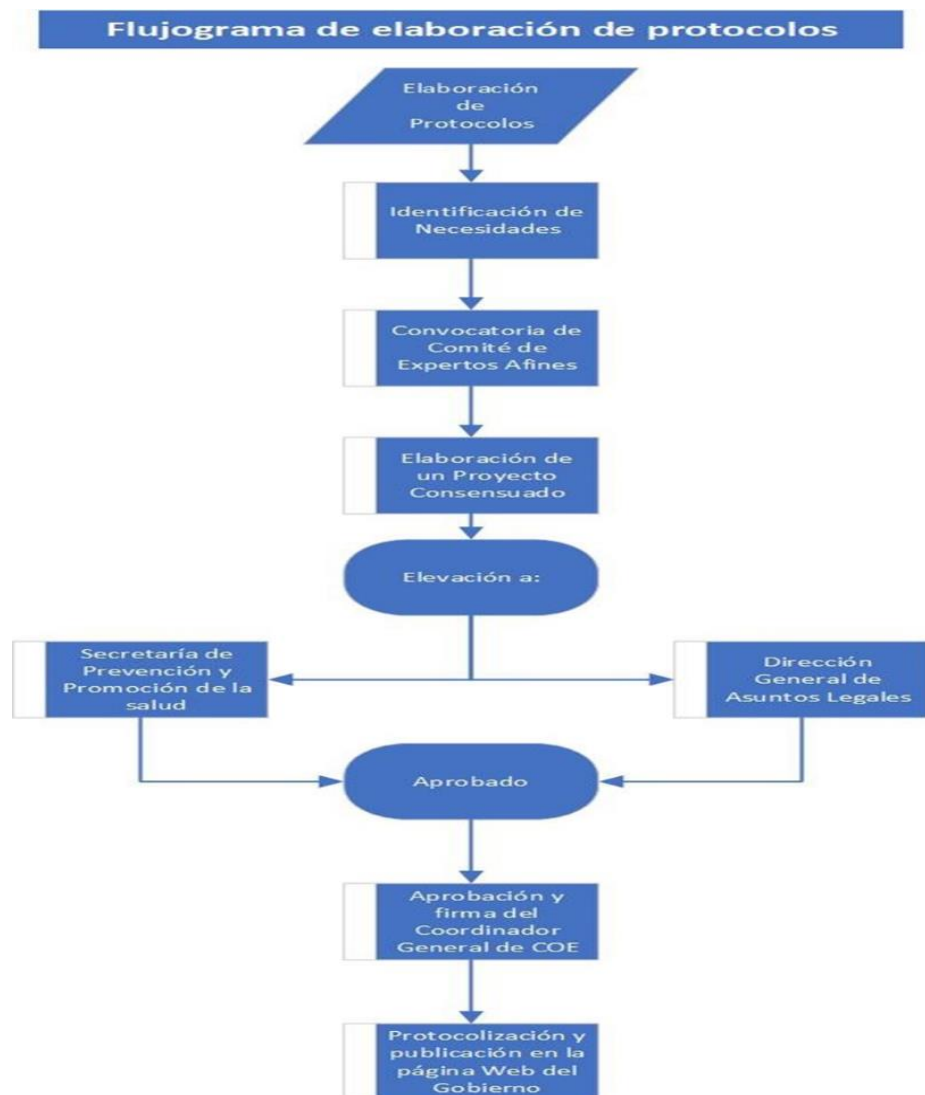 Flujograma de elaboración de protocolos
Elaboración
de
Protocolos
Identificación de
Necesidades
Convocatoria de
Comité de
Expertos Afines
Elaboración de
un Proyecto
Consensuado
Elevación a:
Secretaría de
Prevención y
Promoción de la
salud
Dirección
General de
Asuntos Legales
Aprobado
Aprobación y
firma del
Coordinador
General de COE
Protocolización y
publicación en la
página Web del
Gobierno